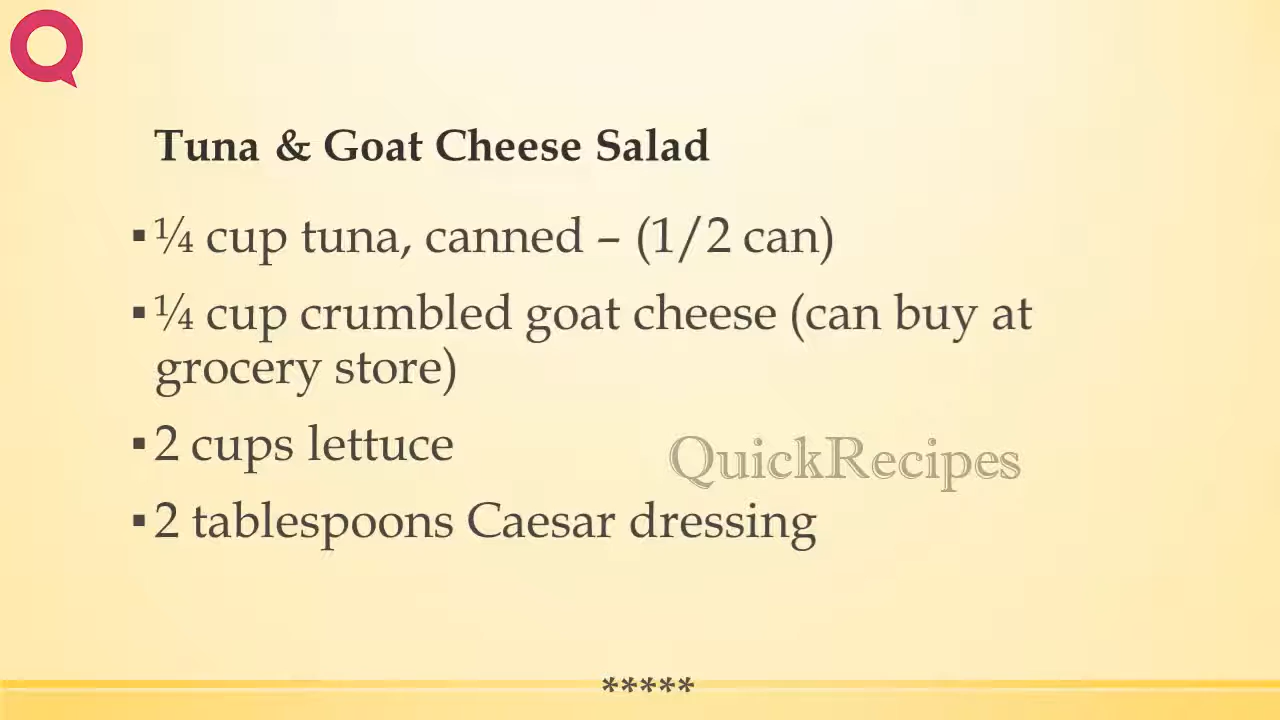 Tuna & Goat Cheese Salad
▪ ¼ cup tuna, canned – (1/2 can)
▪ ¼ cup crumbled goat cheese (can buy at
grocery store)
▪ 2 cups lettuce
QuickRecipes
▪ 2 tablespoons Caesar dressing
*****